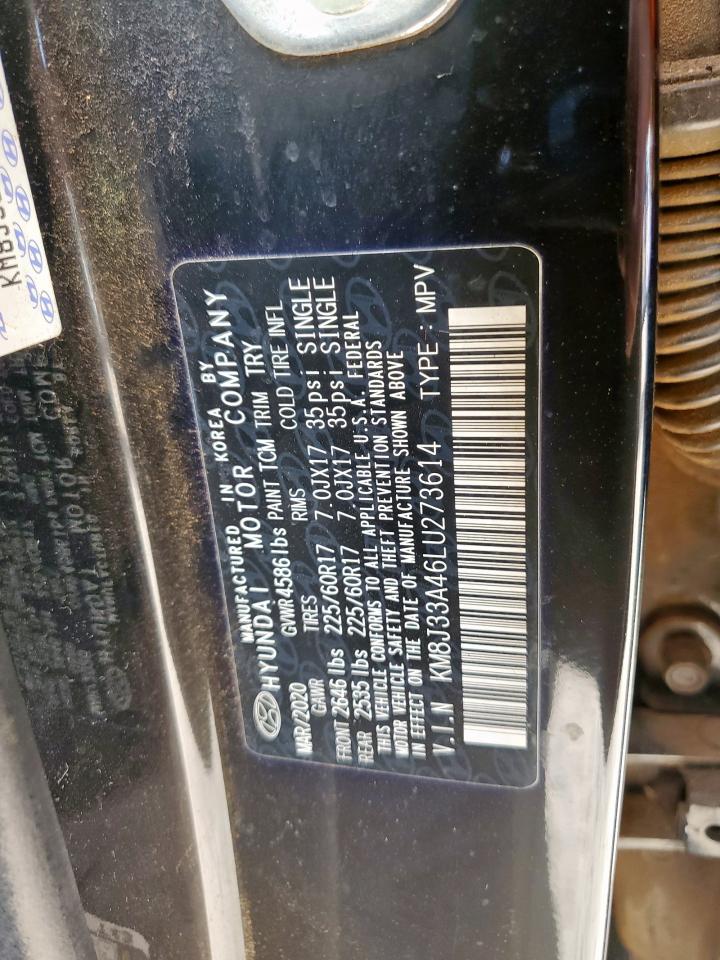 MANUFACTURED IN KOREA BY
HYUNDAI MOTOR COMPANY
MAR/2020 GVWR 4586 lbs PAINT TCM TRIM TRY
GAWR TIRES RIMS COLD TIRE INFL
FRONT 2646 lbs 225/60R17 7.0JX17 35psi SINGLE
REAR 2535 lbs 225/60R17 7.0JX17 35psi SINGLE
THIS VEHICLE CONFORMS TO ALL APPLICABLE U.S.A. FEDERAL
MOTOR VEHICLE SAFETY AND THEFT PREVENTION STANDARDS
IN EFFECT ON THE DATE OF MANUFACTURE SHOWN ABOVE
V.I.N KM8J33A46LU273614 TYPE : MPV